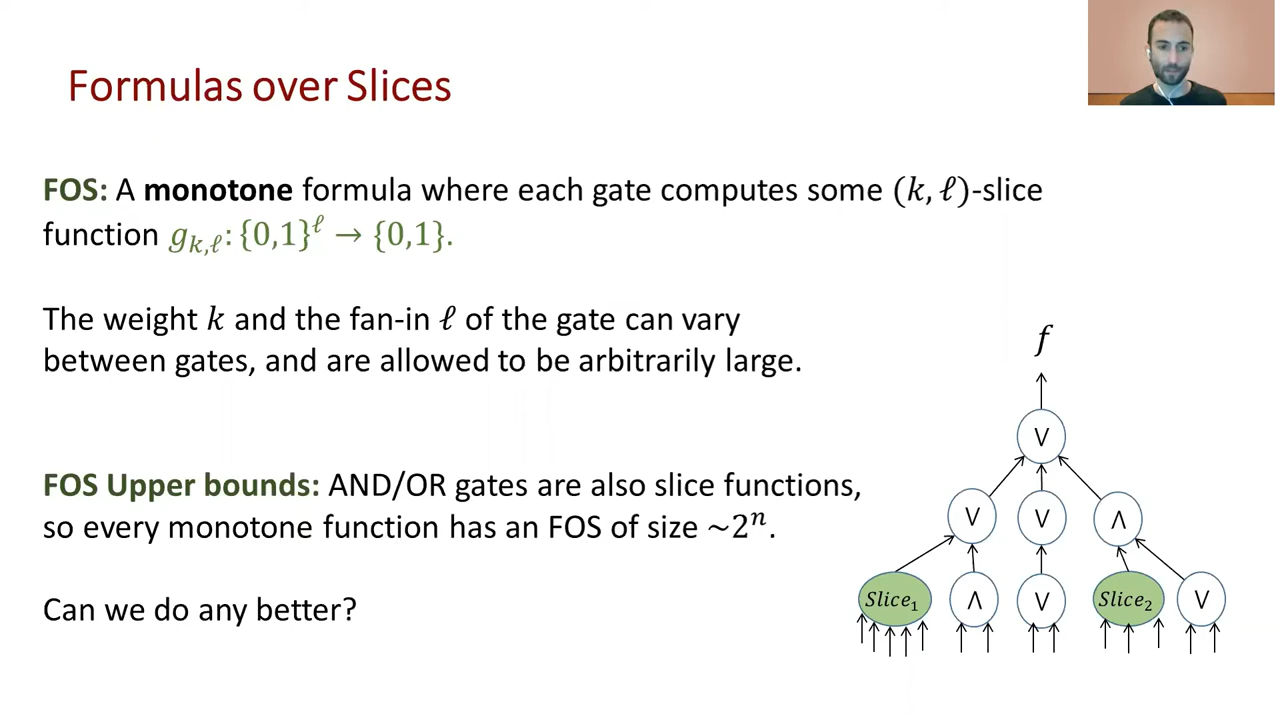 Formulas over Slices
FOS: A monotone formula where each gate computes some (k, ℓ)-slice
function g_{k,ℓ}: {0,1}^ℓ → {0,1}.
The weight k and the fan-in ℓ of the gate can vary
between gates, and are allowed to be arbitrarily large.
f
∨
FOS Upper bounds: AND/OR gates are also slice functions,
so every monotone function has an FOS of size ~2^n.
∨ ∨ ∧
Can we do any better?
Slice₁ ∧ ∨ Slice₂ ∨